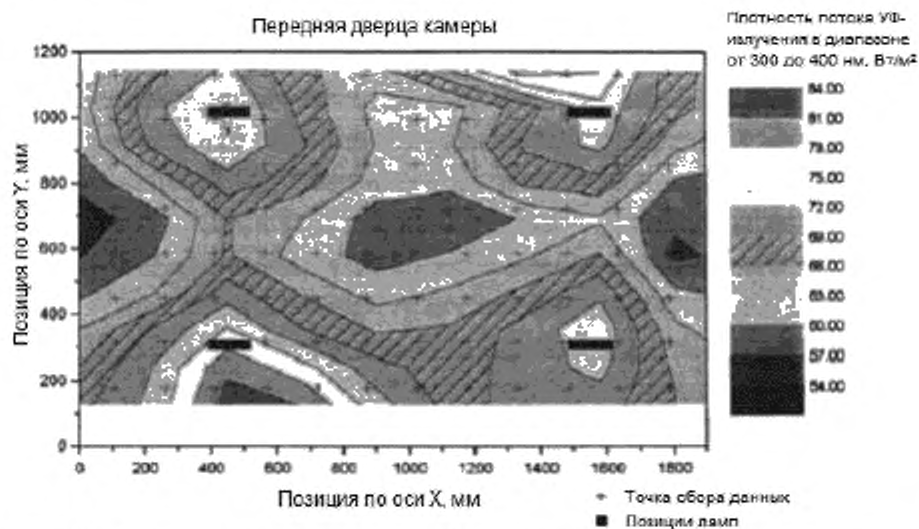 Передняя дверца камеры
Плотность потока УФ-
излучения в диапазоне
от 300 до 400 нм, Вт/м²
84.00
81.00
78.00
75.00
72.00
69.00
66.00
63.00
60.00
57.00
54.00
Позиция по оси Y, мм
1200
1000
800
600
400
200
0
0 200 400 600 800 1000 1200 1400 1600 1800
Позиция по оси X, мм
Точка сбора данных
Позиции ламп